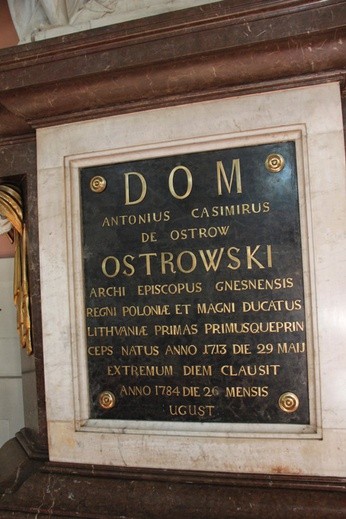 DOM
ANTONIUS CASIMIRUS
DE OSTROW
OSTROWSKI
ARCHI EPISCOPUS GNESNENSIS
REGNI POLONIÆ ET MAGNI DUCATUS
LITHVANIÆ PRIMAS PRIMUSQUEPRIN
CEPS NATUS ANNO 1713 DIE 29 MAIJ
EXTREMUM DIEM CLAUSIT
ANNO 1784 DIE 26 MENSIS
UGUST